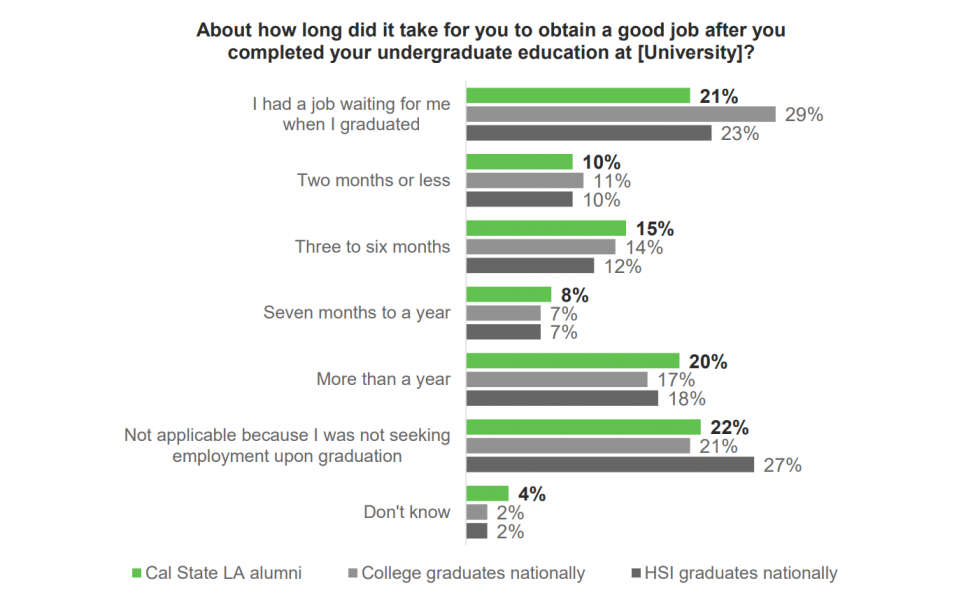 About how long did it take for you to obtain a good job after you
completed your undergraduate education at [University]?
I had a job waiting for me
when I graduated
21%
29%
23%
Two months or less
10%
11%
10%
Three to six months
15%
14%
12%
Seven months to a year
8%
7%
7%
More than a year
20%
17%
18%
Not applicable because I was not seeking
employment upon graduation
22%
21%
27%
Don't know
4%
2%
2%
Cal State LA alumni
College graduates nationally
HSI graduates nationally